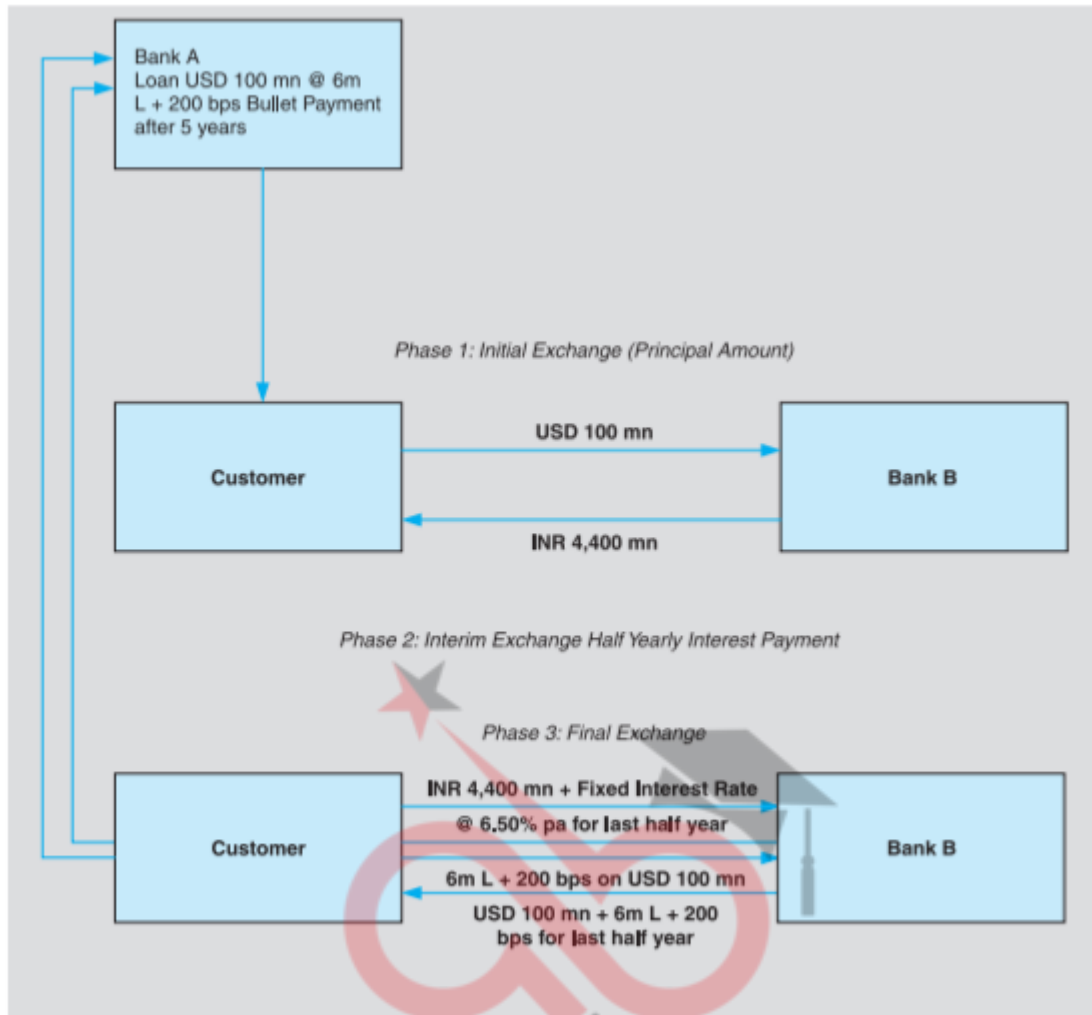 Bank A
Loan USD 100 mn @ 6m
L + 200 bps Bullet Payment
after 5 years
Phase 1: Initial Exchange (Principal Amount)
Customer
USD 100 mn
INR 4,400 mn
Bank B
Phase 2: Interim Exchange Half Yearly Interest Payment
Phase 3: Final Exchange
Customer
INR 4,400 mn + Fixed Interest Rate
@ 6.50% pa for last half year
6m L + 200 bps on USD 100 mn
USD 100 mn + 6m L + 200
bps for last half year
Bank B